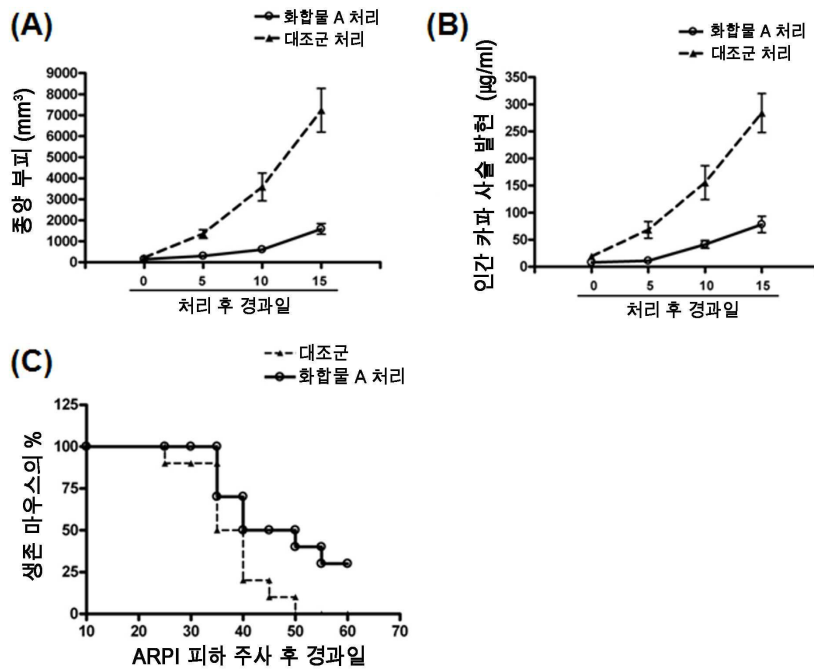 (A)
화합물 A 처리
대조군 처리
종양 부피 (mm³)
9000
8000
7000
6000
5000
4000
3000
2000
1000
0
0 5 10 15
처리 후 경과일
(B)
화합물 A 처리
대조군 처리
인간 카파 사슬 발현 (µg/ml)
350
300
250
200
150
100
50
0
0 5 10 15
처리 후 경과일
(C)
대조군
화합물 A 처리
생존 마우스의 %
125
100
75
50
25
0
10 20 30 40 50 60 70
ARPI 피하 주사 후 경과일